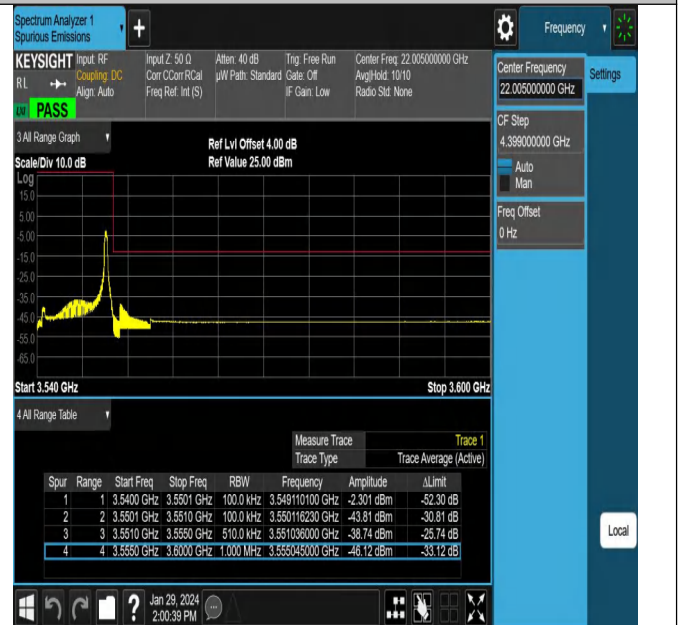 Spectrum Analyzer 1
Spurious Emissions
+
Frequency
KEYSIGHT Input: RF Input Z: 50 Ω Atten: 40 dB Trig: Free Run Center Freq: 22.005000000 GHz
RL Coupling: DC Corr CCorr RCal µW Path: Standard Gate: Off Avg|Hold: 10/10
Align: Auto Freq Ref: Int (S) IF Gain: Low Radio Std: None
PASS
Center Frequency
22.005000000 GHz
Settings
CF Step
4.399000000 GHz
Auto
Man
Freq Offset
0 Hz
3 All Range Graph
Ref Lvl Offset 4.00 dB
Scale/Div 10.0 dB Ref Value 25.00 dBm
Log
15.0
5.00
-5.00
-15.0
-25.0
-35.0
-45.0
-55.0
-65.0
Start 3.540 GHz Stop 3.600 GHz
4 All Range Table
Measure Trace Trace 1
Trace Type Trace Average (Active)
Spur Range Start Freq Stop Freq RBW Frequency Amplitude ΔLimit
1 1 3.5400 GHz 3.5501 GHz 100.0 kHz 3.549110100 GHz -2.301 dBm -52.30 dB
2 2 3.5501 GHz 3.5510 GHz 100.0 kHz 3.550116230 GHz -43.81 dBm -30.81 dB
3 3 3.5510 GHz 3.5550 GHz 510.0 kHz 3.551036000 GHz -38.74 dBm -25.74 dB
4 4 3.5550 GHz 3.6000 GHz 1.000 MHz 3.555045000 GHz -46.12 dBm -33.12 dB
Local
?
Jan 29, 2024
2:00:39 PM